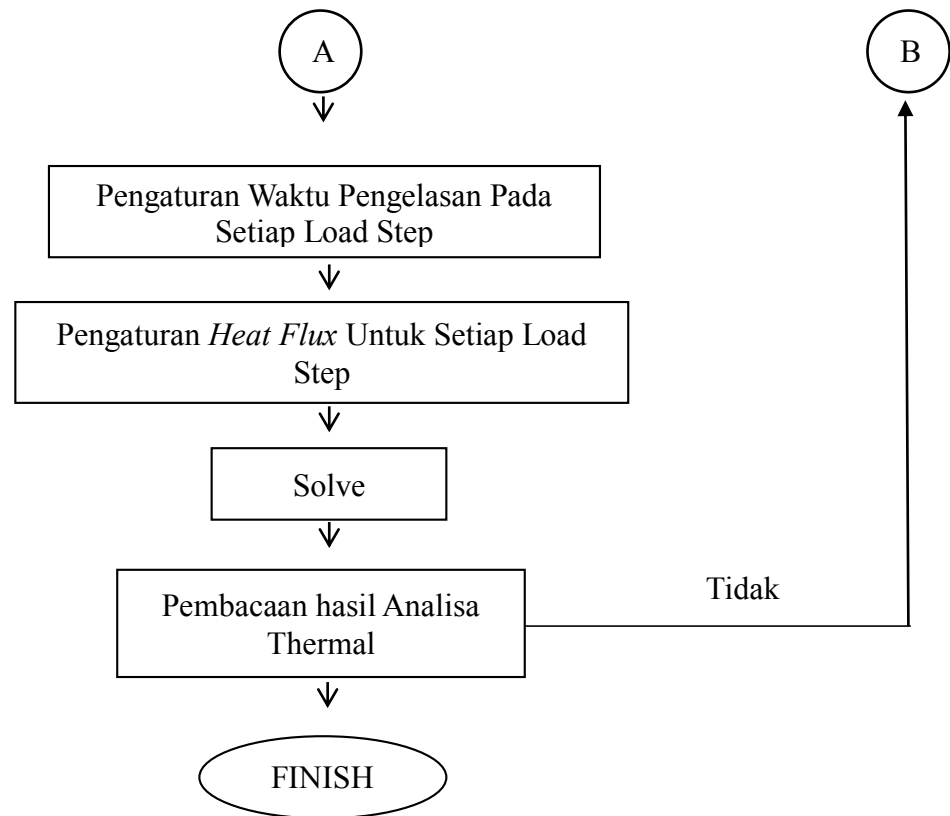 A
B
Pengaturan Waktu Pengelasan Pada
Setiap Load Step
Pengaturan Heat Flux Untuk Setiap Load
Step
Solve
Pembacaan hasil Analisa
Thermal
Tidak
FINISH